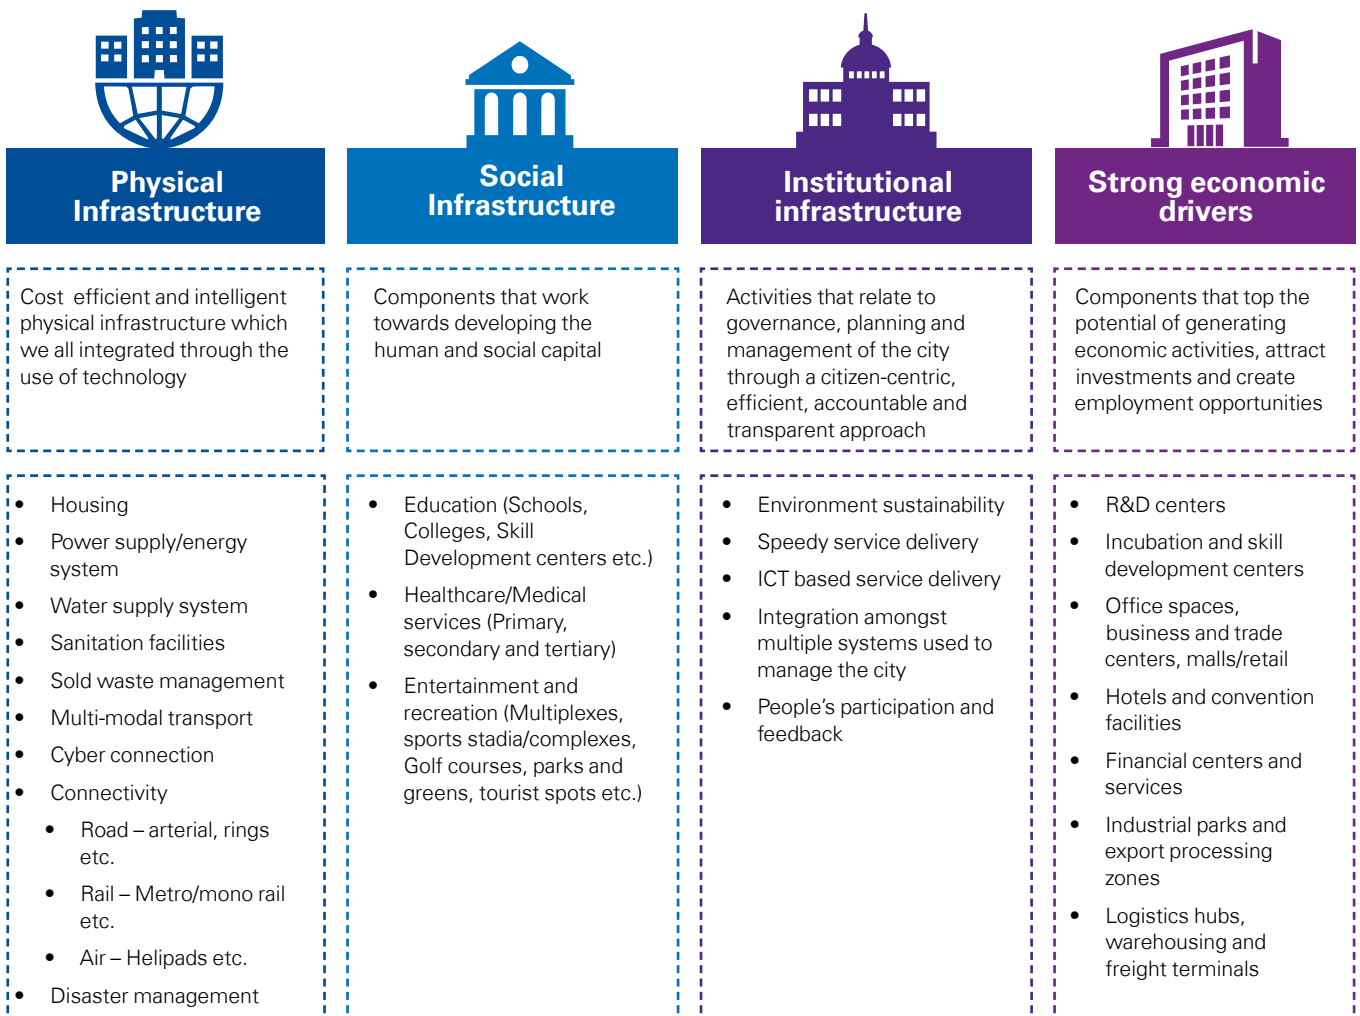 Physical
Infrastructure
Social
Infrastructure
Institutional
infrastructure
Strong economic
drivers
Cost efficient and intelligent
physical infrastructure which
we all integrated through the
use of technology
Components that work
towards developing the
human and social capital
Activities that relate to
governance, planning and
management of the city
through a citizen-centric,
efficient, accountable and
transparent approach
Components that top the
potential of generating
economic activities, attract
investments and create
employment opportunities
• Housing
• Power supply/energy
system
• Water supply system
• Sanitation facilities
• Sold waste management
• Multi-modal transport
• Cyber connection
• Connectivity
• Road – arterial, rings
etc.
• Rail – Metro/mono rail
etc.
• Air – Helipads etc.
• Disaster management
• Education (Schools,
Colleges, Skill
Development centers etc.)
• Healthcare/Medical
services (Primary,
secondary and tertiary)
• Entertainment and
recreation (Multiplexes,
sports stadia/complexes,
Golf courses, parks and
greens, tourist spots etc.)
• Environment sustainability
• Speedy service delivery
• ICT based service delivery
• Integration amongst
multiple systems used to
manage the city
• People’s participation and
feedback
• R&D centers
• Incubation and skill
development centers
• Office spaces,
business and trade
centers, malls/retail
• Hotels and convention
facilities
• Financial centers and
services
• Industrial parks and
export processing
zones
• Logistics hubs,
warehousing and
freight terminals